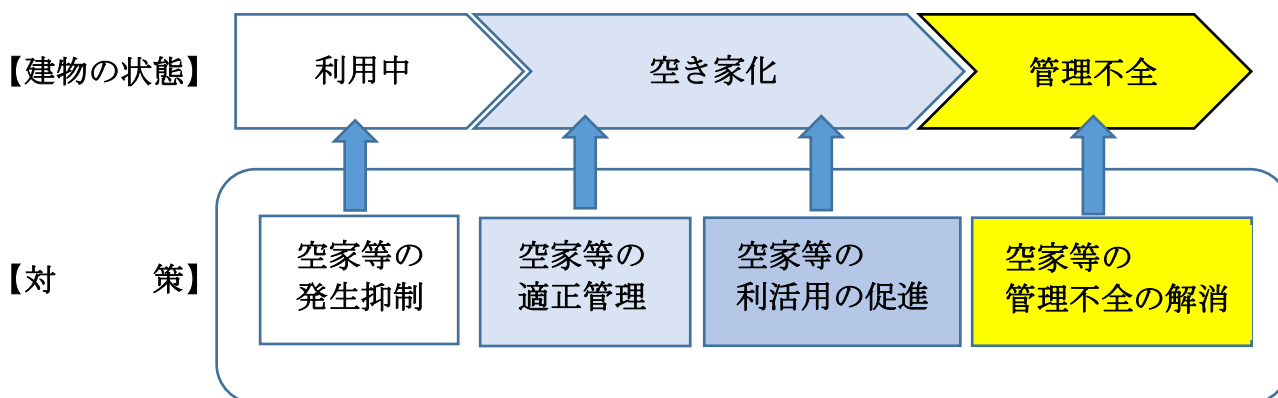 【建物の状態】
利用中
空き家化
管理不全
【対　　　策】
空家等の
発生抑制
空家等の
適正管理
空家等の
利活用の促進
空家等の
管理不全の解消